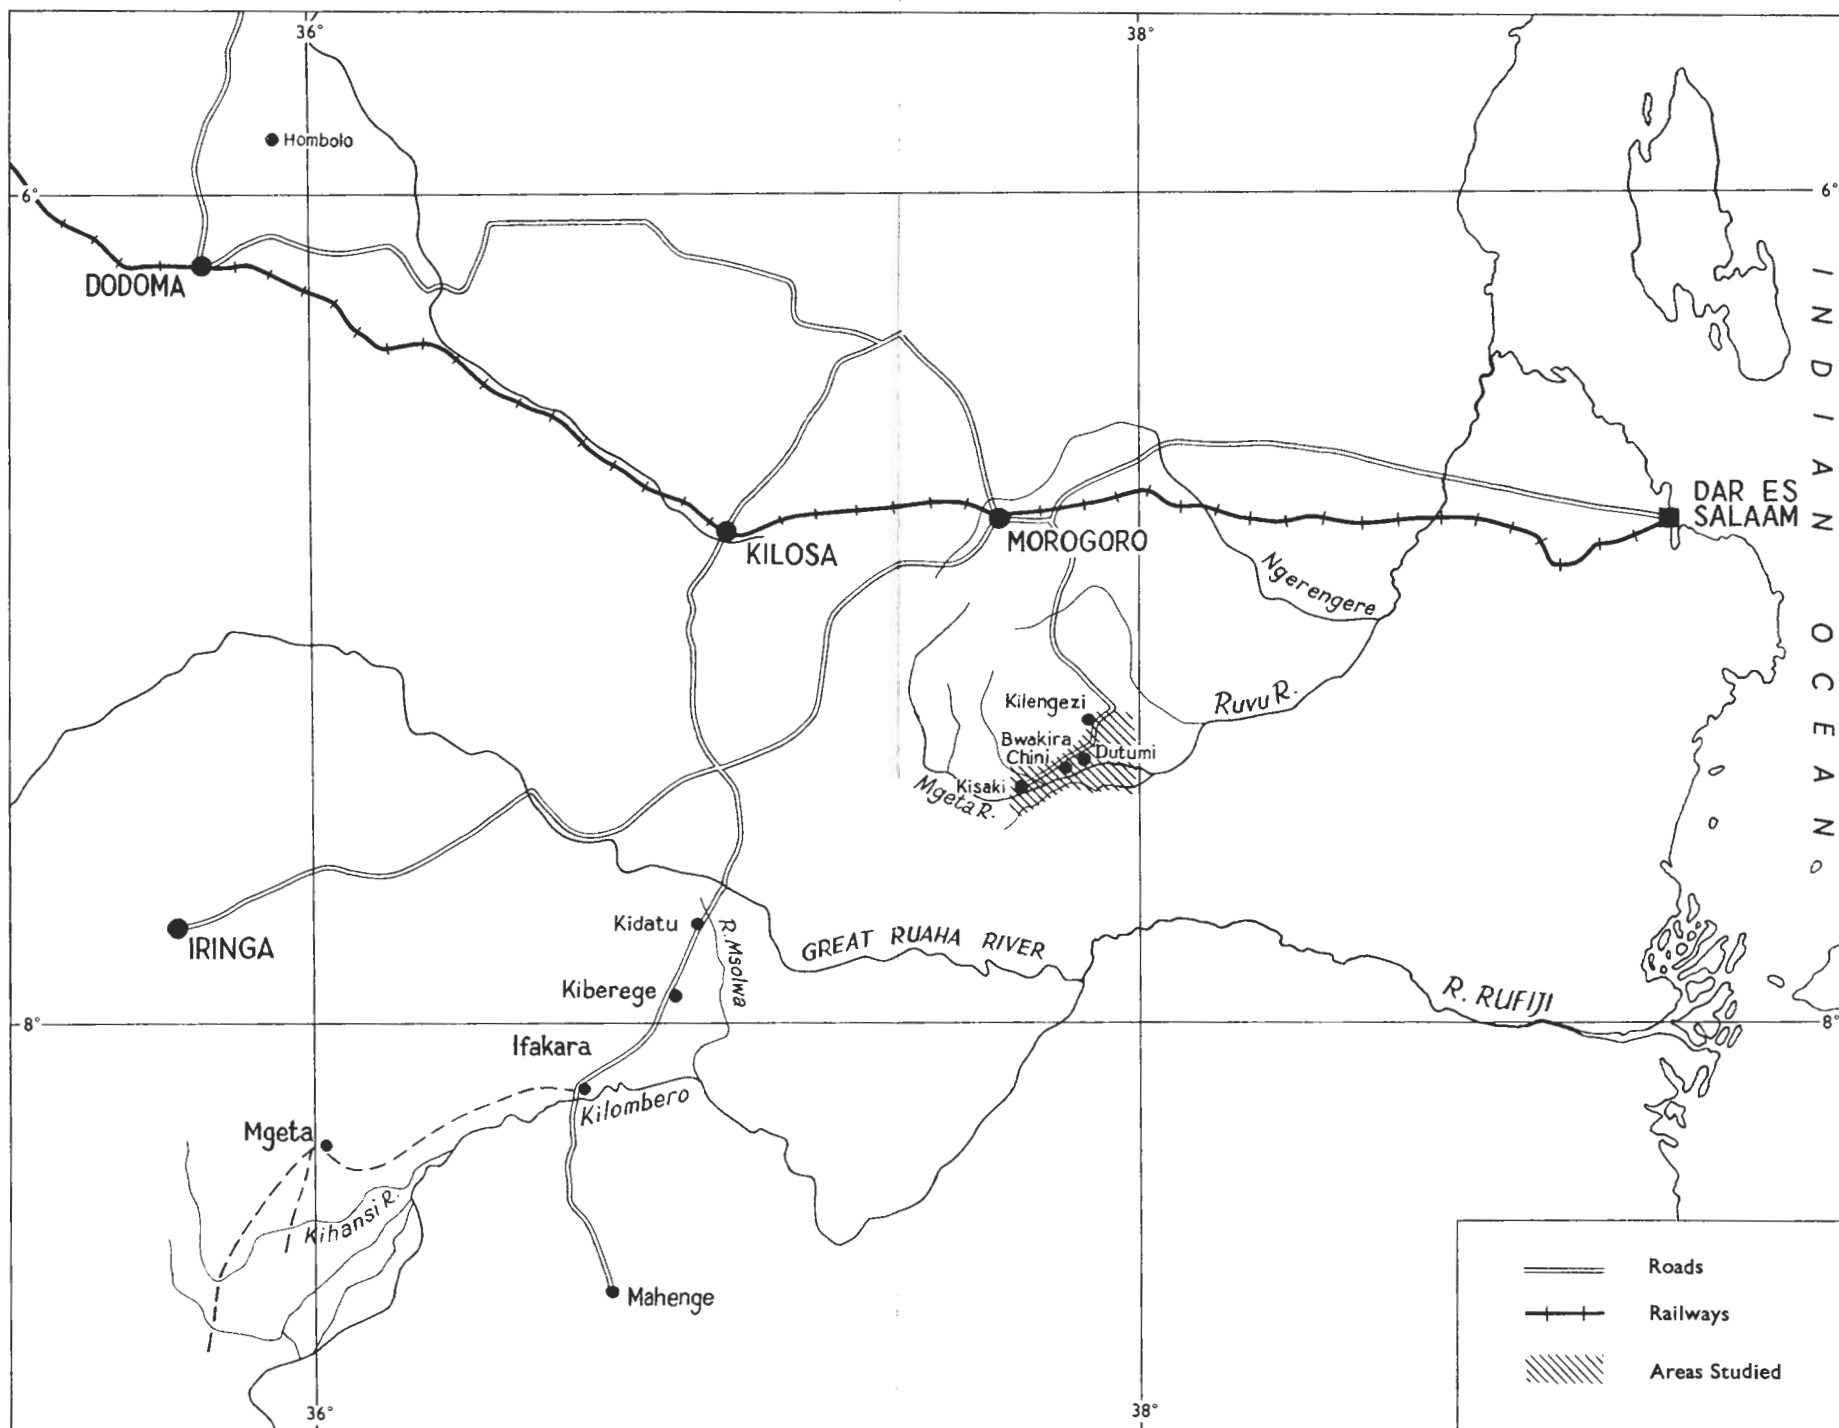 36°
38°
Hombolo
6°
6°
DODOMA
INDIAN OCEAN
DAR ES
SALAAM
KILOSA
MOROGORO
Ngerengere
Kilengezi
Ruvu R.
Bwakira
Chini
Dutumi
Kisaki
Mgeta R.
IRINGA
Kidatu
R. Msolwa
GREAT RUAHA RIVER
Kiberege
R. RUFIJI
8°
8°
Ifakara
Kilombero
Mgeta
Kihansi R.
Mahenge
Roads
Railways
Areas Studied
36°
38°